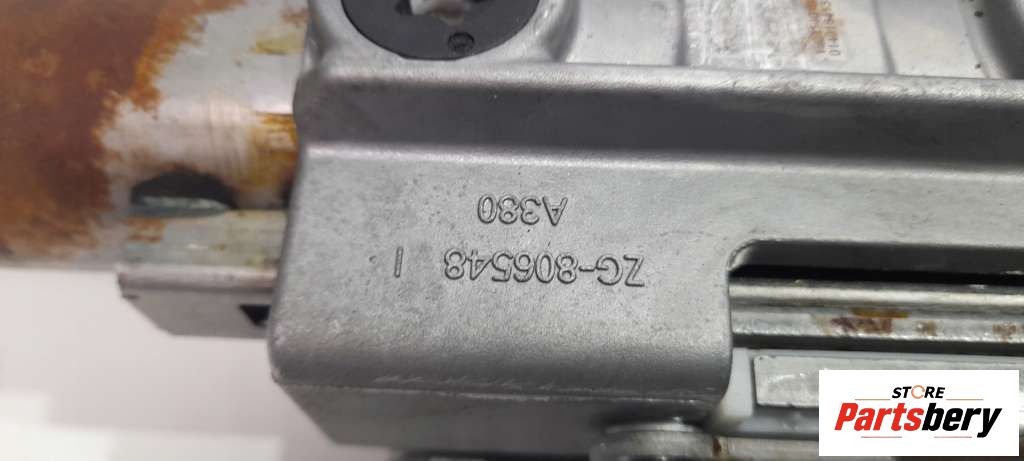 ZG-806548 I
A380
STORE
Partsbery